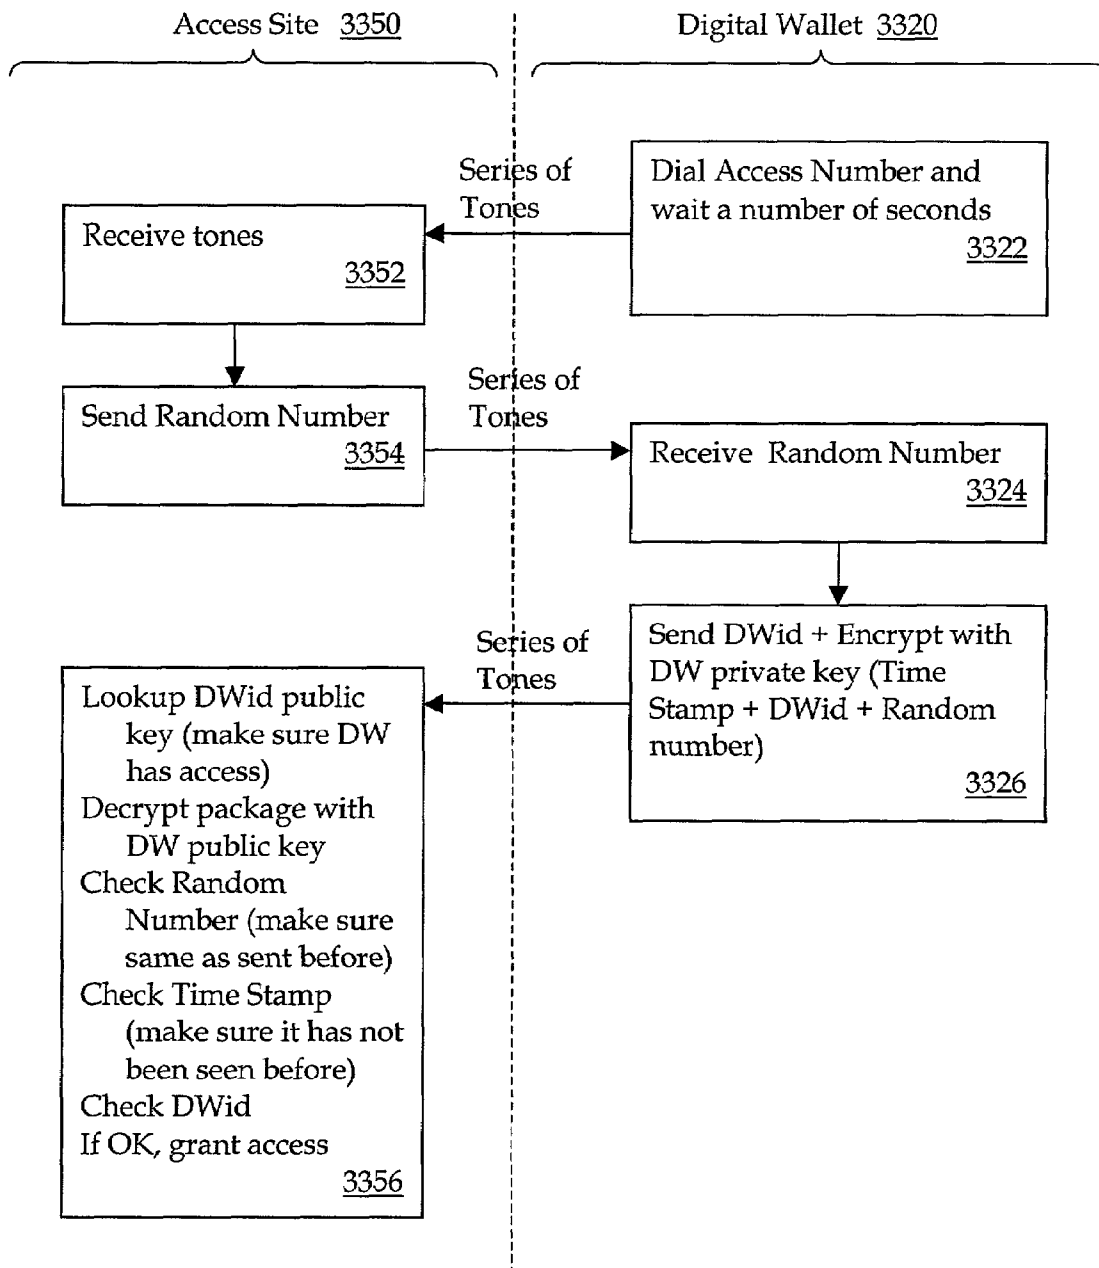 Access Site 3350
Digital Wallet 3320
Series of
Tones
Dial Access Number and
wait a number of seconds
3322
Receive tones
3352
Send Random Number
3354
Series of
Tones
Receive Random Number
3324
Series of
Tones
Send DWid + Encrypt with
DW private key (Time
Stamp + DWid + Random
number)
3326
Lookup DWid public
key (make sure DW
has access)
Decrypt package with
DW public key
Check Random
Number (make sure
same as sent before)
Check Time Stamp
(make sure it has not
been seen before)
Check DWid
If OK, grant access
3356